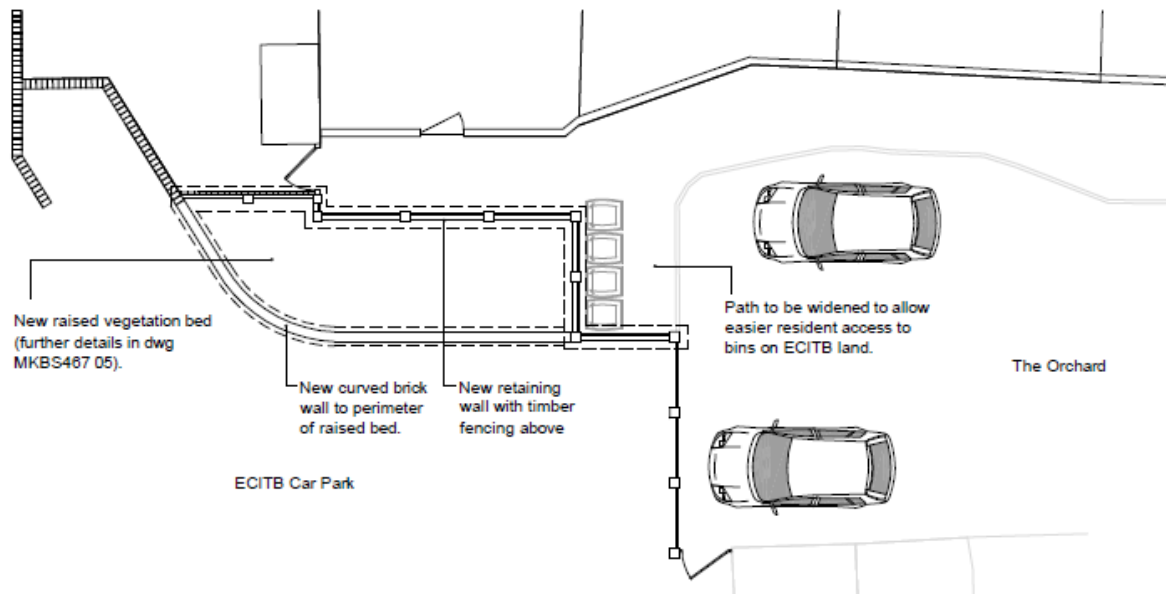 New raised vegetation bed
(further details in dwg
MKBS467 05).
New curved brick
wall to perimeter
of raised bed.
New retaining
wall with timber
fencing above
Path to be widened to allow
easier resident access to
bins on ECITB land.
The Orchard
ECITB Car Park